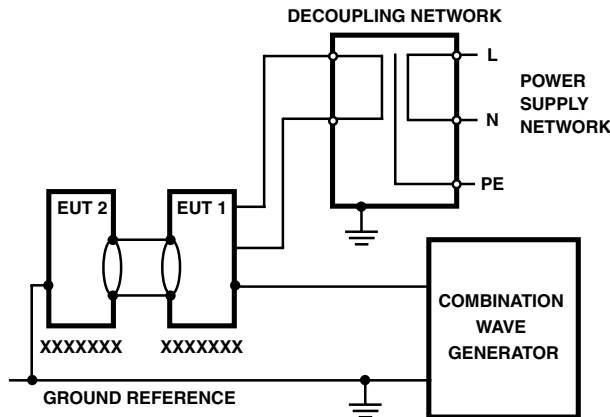 DECOUPLING NETWORK
L
POWER
SUPPLY
NETWORK
N
PE
EUT 2
EUT 1
COMBINATION
WAVE
GENERATOR
XXXXXXX
XXXXXXX
GROUND REFERENCE